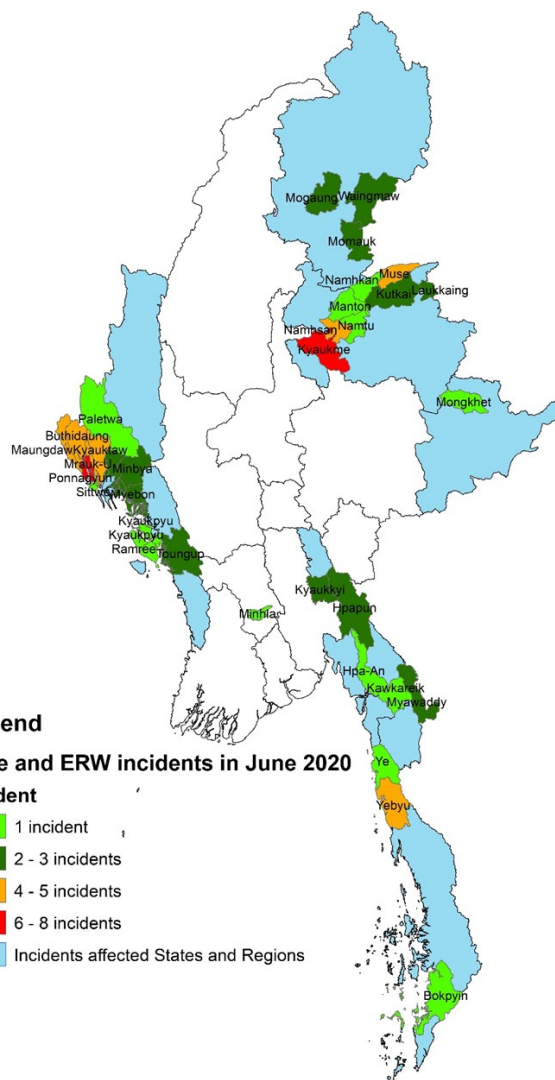 Mogaung
Waingmaw
Momauk
Muse
Namhkan
Kutkai
Laukkaing
Manton
Namhsan
Namtu
Kyaukme
Mongkhet
Paletwa
Buthidaung
Maungdaw
Kyauktaw
Mrauk-U
Minbya
Ponnagyun
Sittwe
Myebon
Kyaukpyu
Kyaukpyu
Ramree
Toungup
Minhla
Kyaukkyi
Hpapun
Hpa-An
Kawkareik
Myawaddy
Ye
Yebyu
Bokpyin
end
e and ERW incidents in June 2020
dent
1 incident
2 - 3 incidents
4 - 5 incidents
6 - 8 incidents
Incidents affected States and Regions